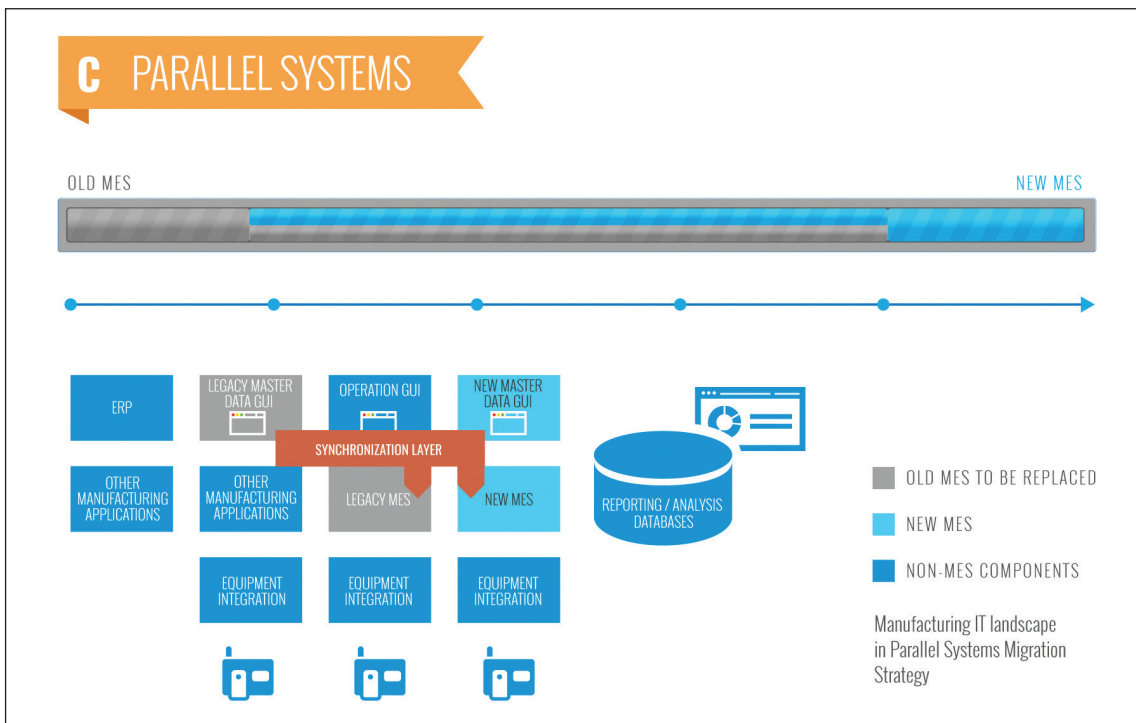 C PARALLEL SYSTEMS
OLD MES
NEW MES
ERP
LEGACY MASTER
DATA GUI
OPERATION GUI
NEW MASTER
DATA GUI
SYNCHRONIZATION LAYER
OTHER
MANUFACTURING
APPLICATIONS
OTHER
MANUFACTURING
APPLICATIONS
LEGACY MES
NEW MES
EQUIPMENT
INTEGRATION
EQUIPMENT
INTEGRATION
EQUIPMENT
INTEGRATION
REPORTING / ANALYSIS
DATABASES
OLD MES TO BE REPLACED
NEW MES
NON-MES COMPONENTS
Manufacturing IT landscape
in Parallel Systems Migration
Strategy